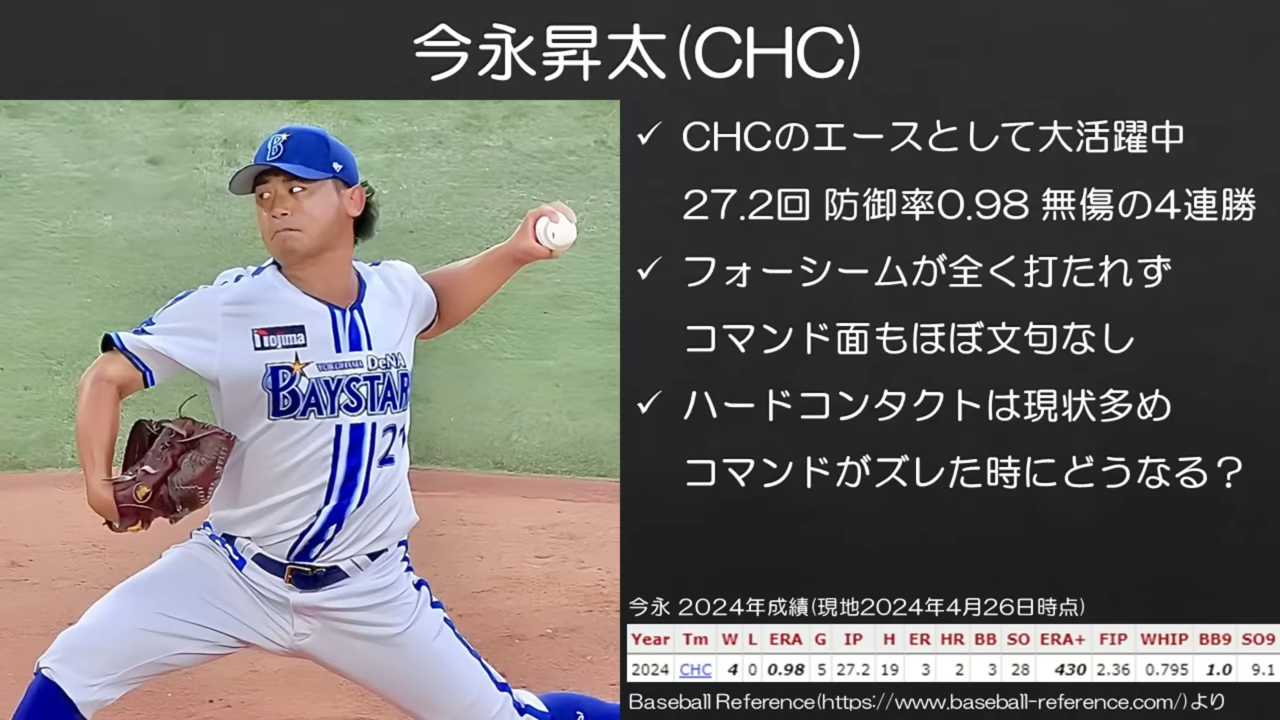 今永昇太(CHC)
✓ CHCのエースとして大活躍中
27.2回 防御率0.98 無傷の4連勝
✓ フォーシームが全く打たれず
コマンド面もほぼ文句なし
✓ ハードコンタクトは現状多め
コマンドがズレた時にどうなる？
B
nojima
YOKOHAMA DeNA
BAYSTAR
21
今永 2024年成績(現地2024年4月26日時点)
Year Tm W L ERA G IP H ER HR BB SO ERA+ FIP WHIP BB9 SO9
2024 CHC 4 0 0.98 5 27.2 19 3 2 3 28 430 2.36 0.795 1.0 9.1
Baseball Reference(https://www.baseball-reference.com/)より